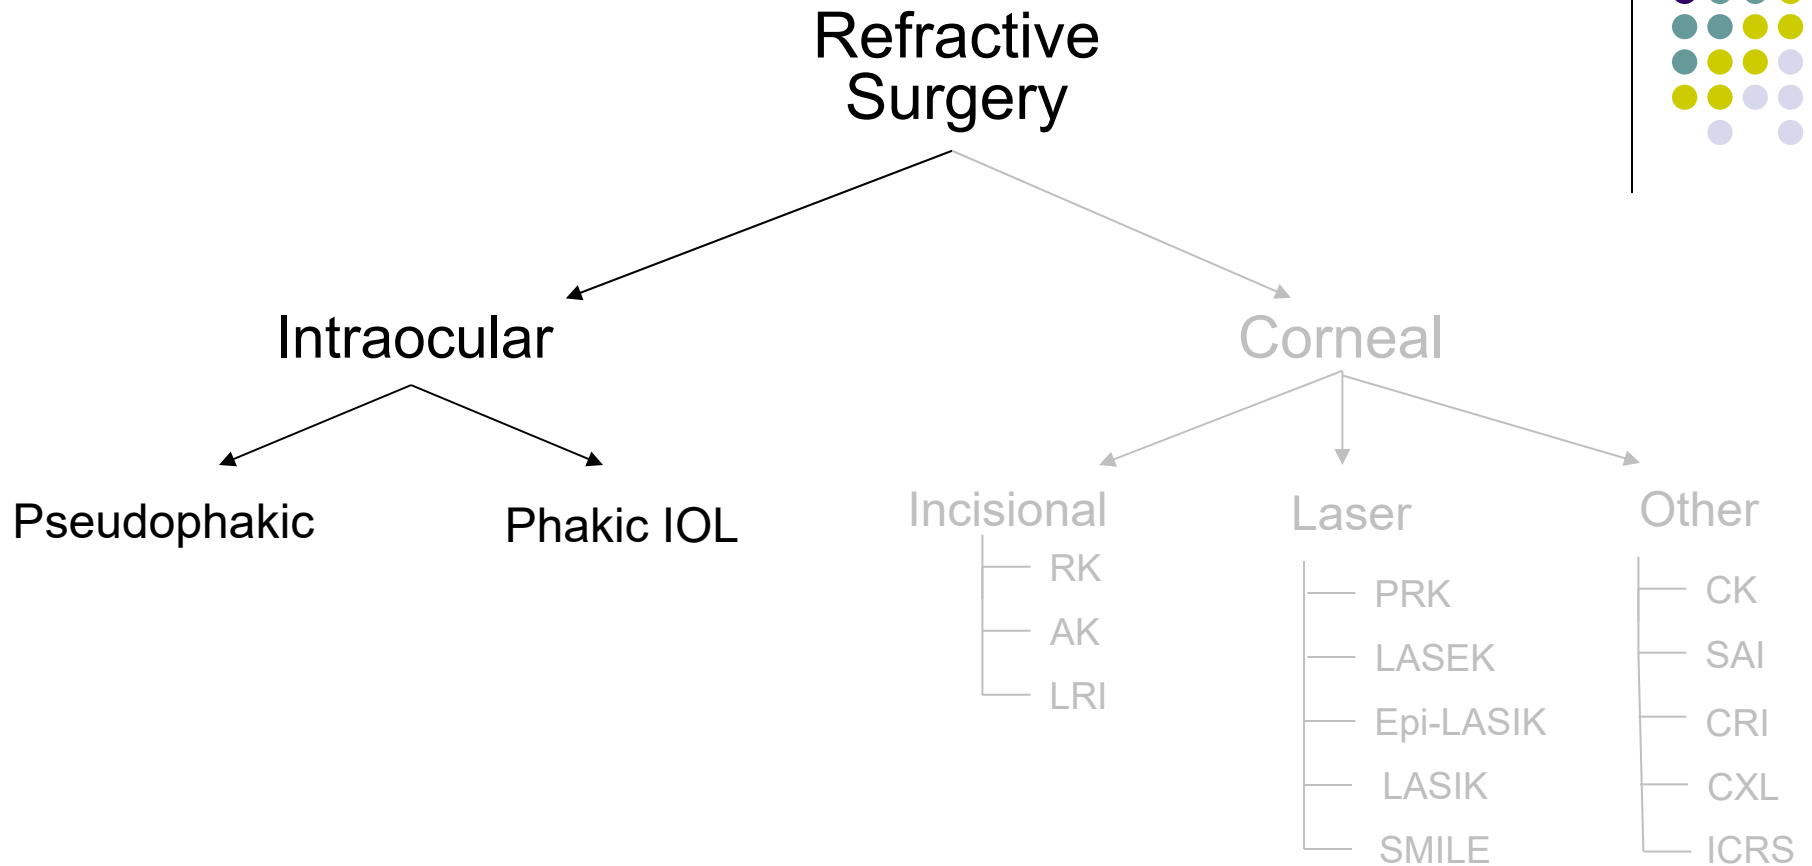 Refractive
Surgery
Intraocular
Corneal
Pseudophakic
Phakic IOL
Incisional
RK
AK
LRI
Laser
PRK
LASEK
Epi-LASIK
LASIK
SMILE
Other
CK
SAI
CRI
CXL
ICRS